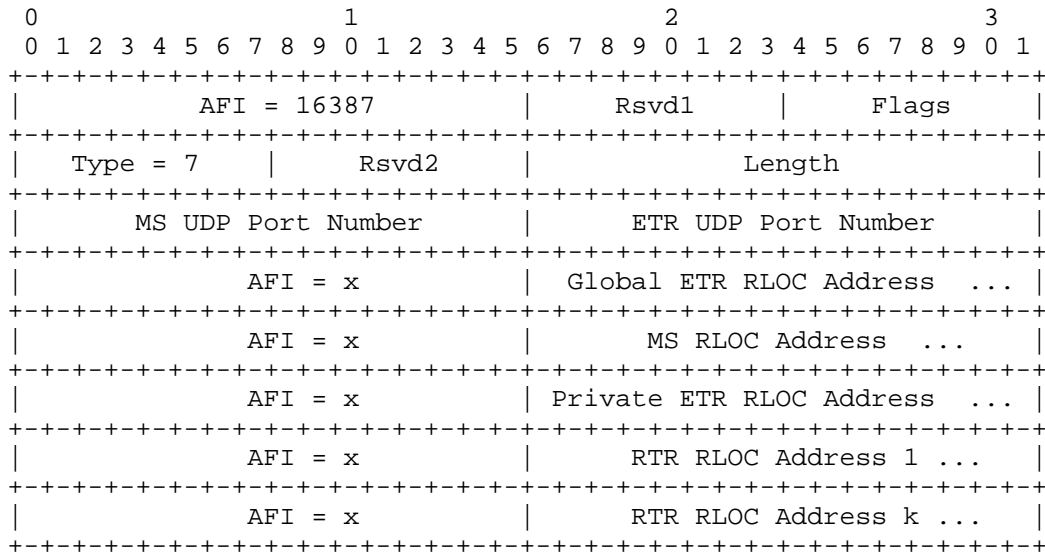 0                   1                   2                   3
 0 1 2 3 4 5 6 7 8 9 0 1 2 3 4 5 6 7 8 9 0 1 2 3 4 5 6 7 8 9 0 1
+-+-+-+-+-+-+-+-+-+-+-+-+-+-+-+-+-+-+-+-+-+-+-+-+-+-+-+-+-+-+-+-+
|           AFI = 16387         |     Rsvd1     |     Flags     |
+-+-+-+-+-+-+-+-+-+-+-+-+-+-+-+-+-+-+-+-+-+-+-+-+-+-+-+-+-+-+-+-+
|   Type = 7    |     Rsvd2     |             Length            |
+-+-+-+-+-+-+-+-+-+-+-+-+-+-+-+-+-+-+-+-+-+-+-+-+-+-+-+-+-+-+-+-+
|       MS UDP Port Number      |      ETR UDP Port Number      |
+-+-+-+-+-+-+-+-+-+-+-+-+-+-+-+-+-+-+-+-+-+-+-+-+-+-+-+-+-+-+-+-+
|              AFI = x          |  Global ETR RLOC Address  ... |
+-+-+-+-+-+-+-+-+-+-+-+-+-+-+-+-+-+-+-+-+-+-+-+-+-+-+-+-+-+-+-+-+
|              AFI = x          |       MS RLOC Address  ...    |
+-+-+-+-+-+-+-+-+-+-+-+-+-+-+-+-+-+-+-+-+-+-+-+-+-+-+-+-+-+-+-+-+
|              AFI = x          | Private ETR RLOC Address  ... |
+-+-+-+-+-+-+-+-+-+-+-+-+-+-+-+-+-+-+-+-+-+-+-+-+-+-+-+-+-+-+-+-+
|              AFI = x          |      RTR RLOC Address 1 ...   |
+-+-+-+-+-+-+-+-+-+-+-+-+-+-+-+-+-+-+-+-+-+-+-+-+-+-+-+-+-+-+-+-+
|              AFI = x          |      RTR RLOC Address k ...   |
+-+-+-+-+-+-+-+-+-+-+-+-+-+-+-+-+-+-+-+-+-+-+-+-+-+-+-+-+-+-+-+-+